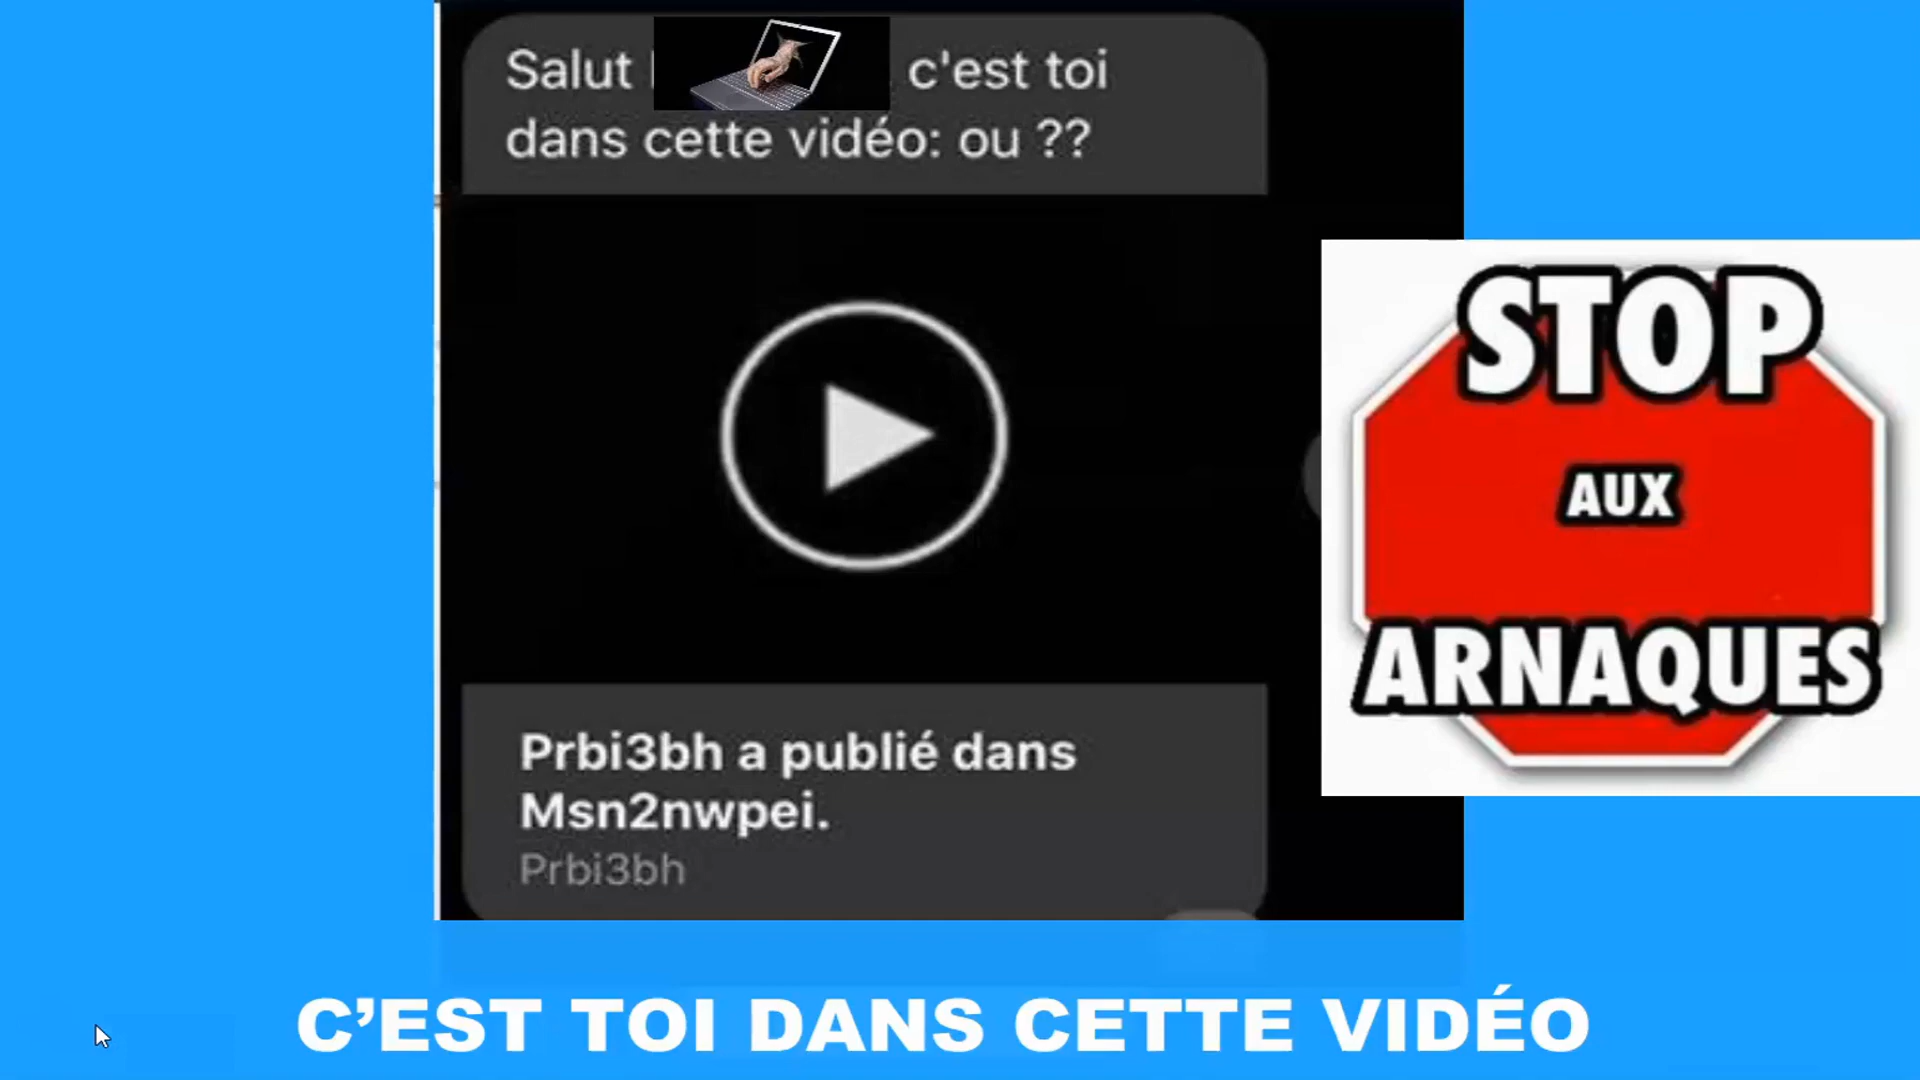 Salut c'est toi
dans cette vidéo: ou ??
STOP
AUX
ARNAQUES
Prbi3bh a publié dans
Msn2nwpei.
Prbi3bh
C’EST TOI DANS CETTE VIDÉO